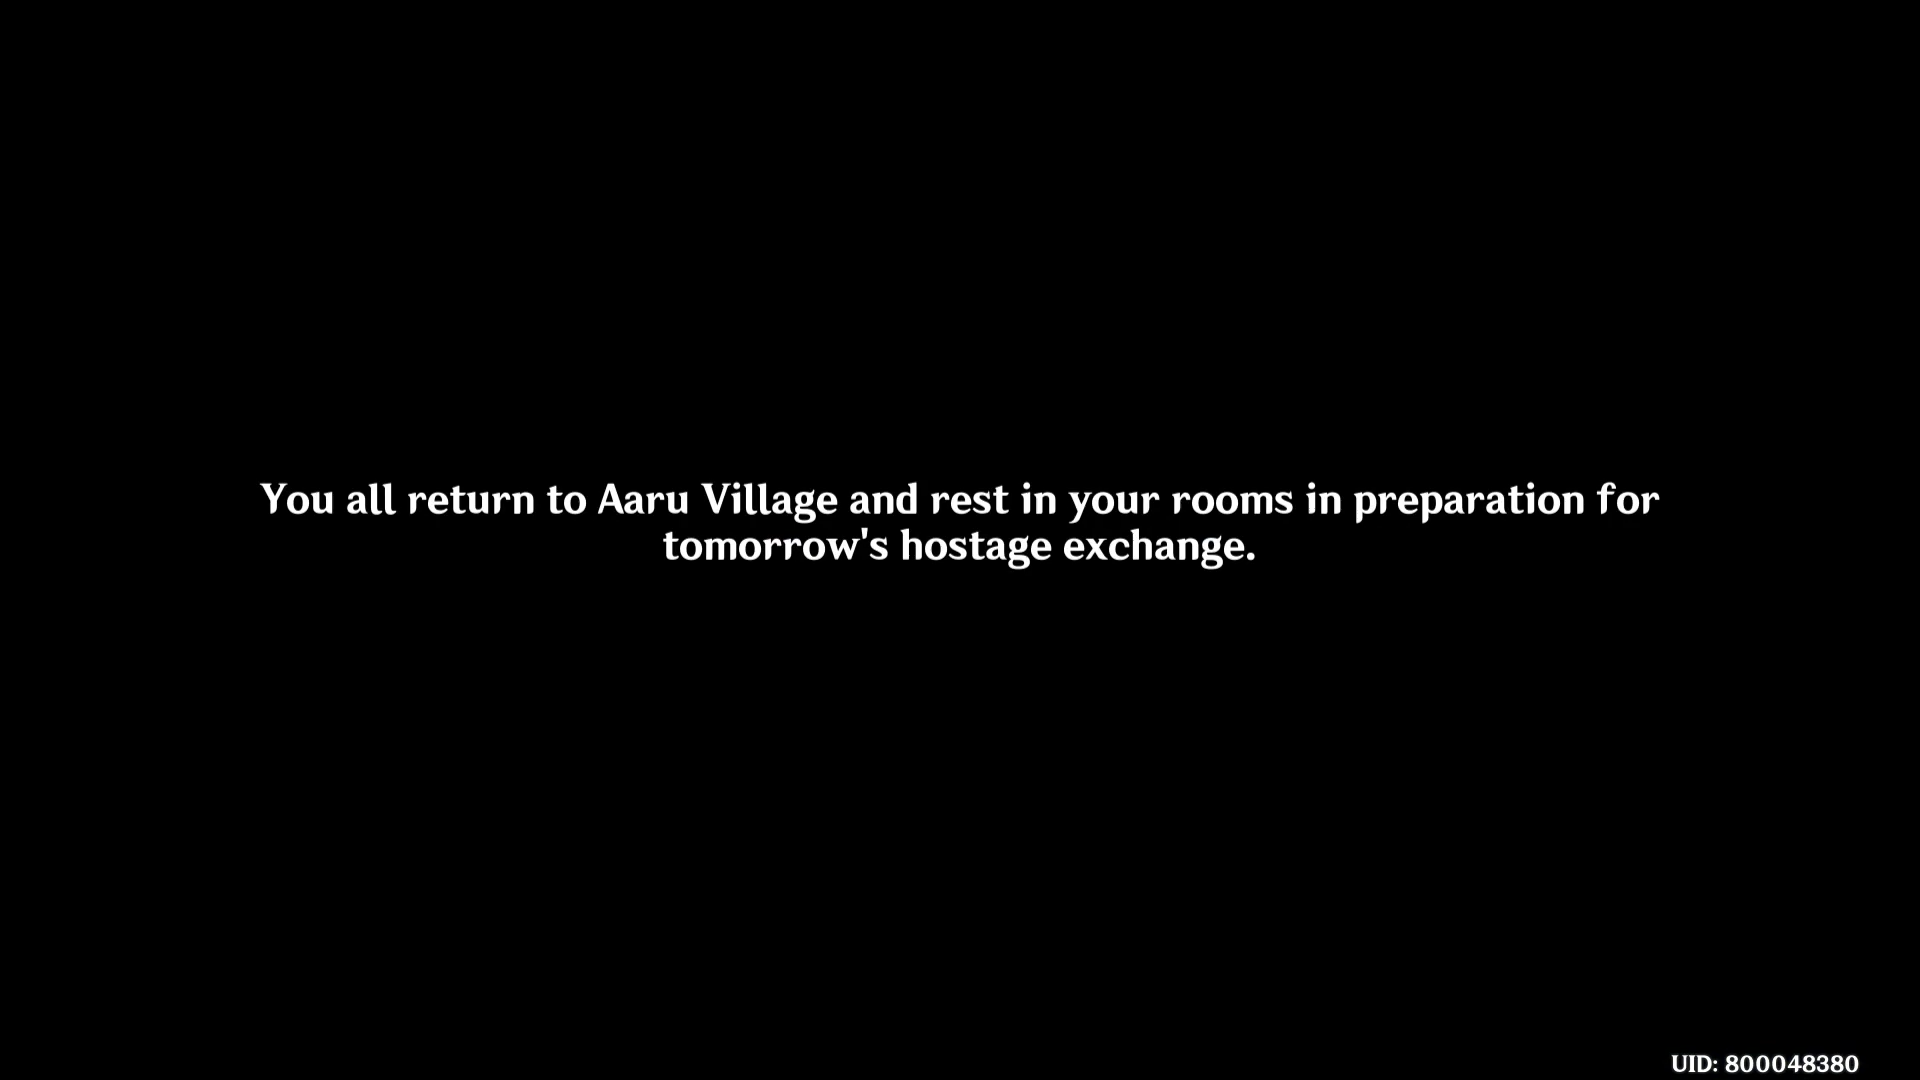 You all return to Aaru Village and rest in your rooms in preparation for
tomorrow's hostage exchange.
UID: 800048380